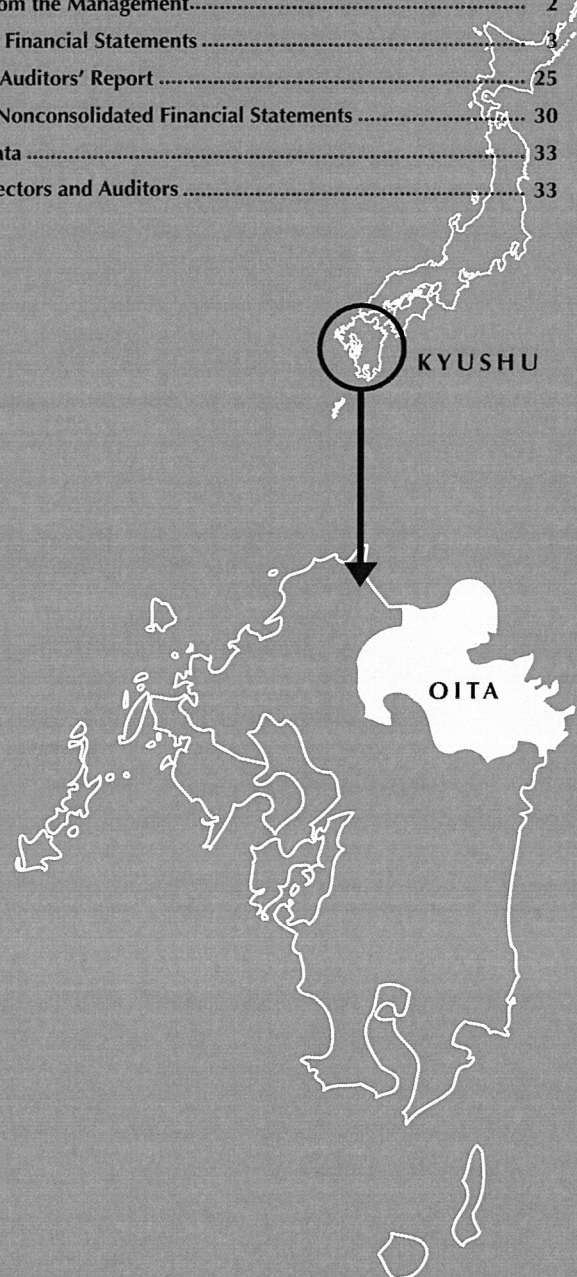 om the Management.............................................................. 2
Financial Statements............................................................ 3
Auditors' Report................................................................... 25
Nonconsolidated Financial Statements............................ 30
ata....................................................................................... 33
ectors and Auditors............................................................. 33
KYUSHU
OITA